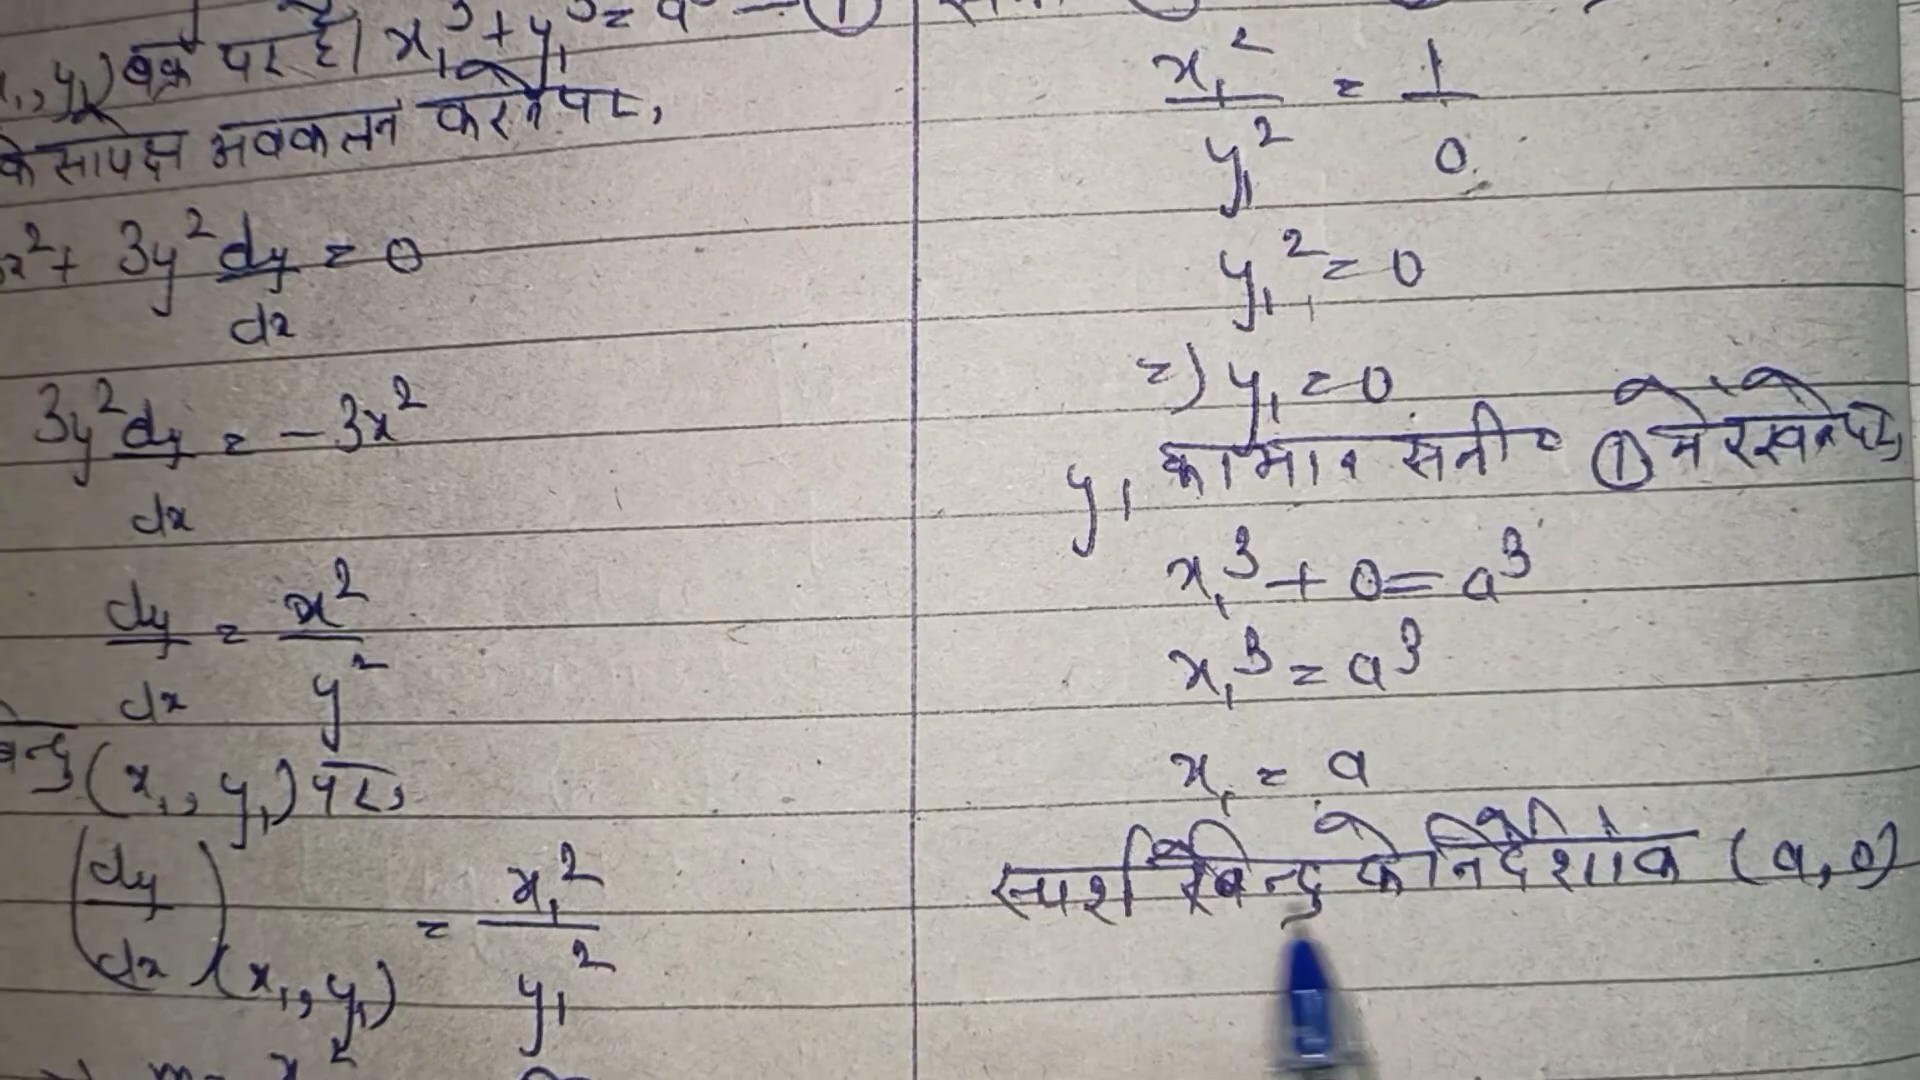 x₁³ + y₁³ = a³ — ①
x₁, y₁) वक्र पर है।
के सापेक्ष अवकलन करने पर,
x² + 3y² dy/dx = 0
3y² dy/dx = - 3x²
dy/dx = x²/y²
(x₁, y₁) पर,
(dy/dx)(x₁, y₁) = x₁²/y₁²
x₁²/y₁² = 1/0
y₁² = 0
=) y₁ = 0
y₁ का मान समी० ① मे रखने पर,
x₁³ + 0 = a³
x₁³ = a³
x₁ = a
स्पर्श बिन्दु के निर्देशांक (a, 0)